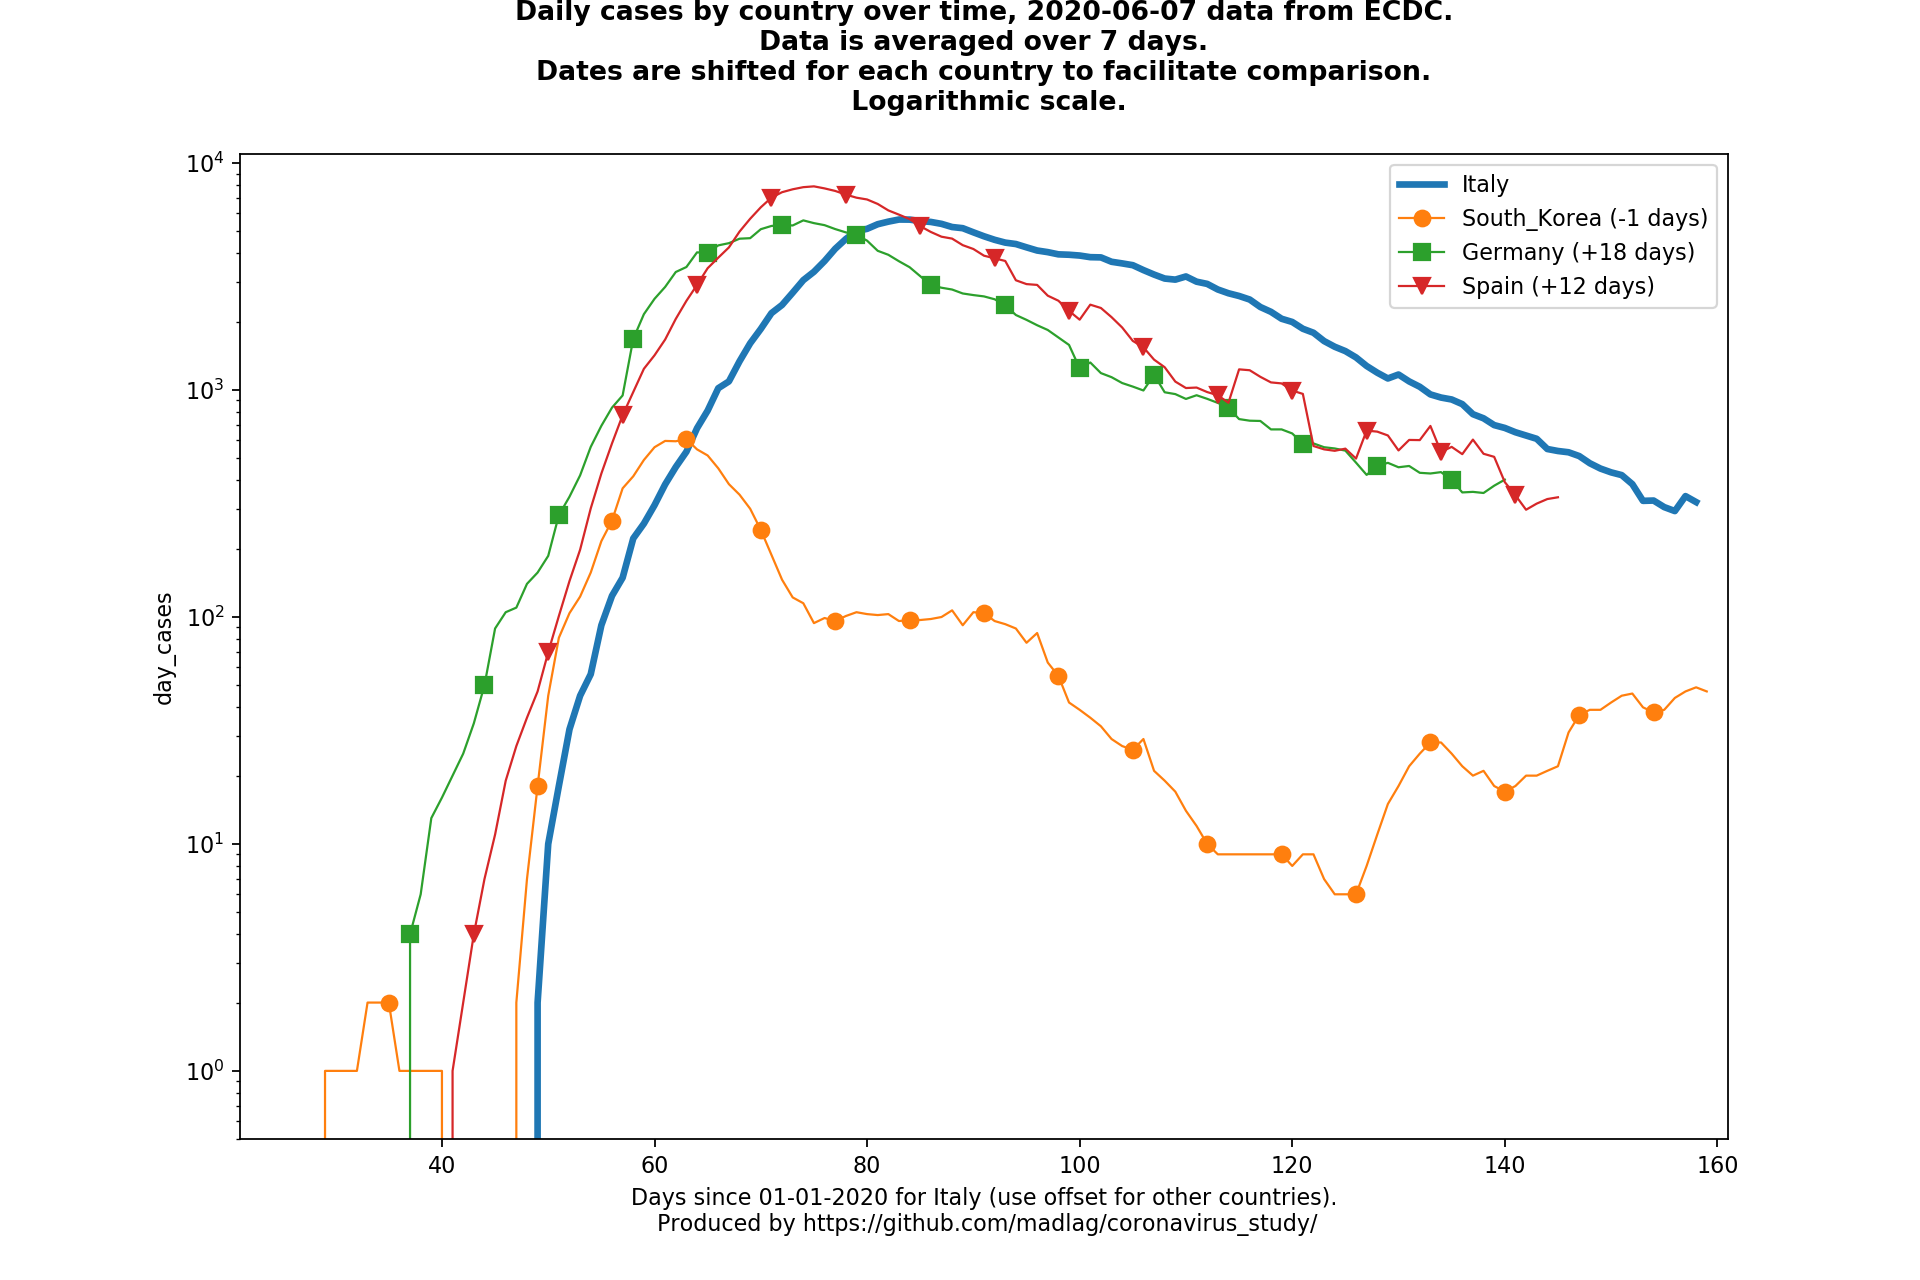 Daily cases by country over time, 2020-06-07 data from ECDC.
Data is averaged over 7 days.
Dates are shifted for each country to facilitate comparison.
Logarithmic scale.
10⁴
10³
10²
10¹
10⁰
day_cases
Italy
South_Korea (-1 days)
Germany (+18 days)
Spain (+12 days)
40 60 80 100 120 140 160
Days since 01-01-2020 for Italy (use offset for other countries).
Produced by https://github.com/madlag/coronavirus_study/